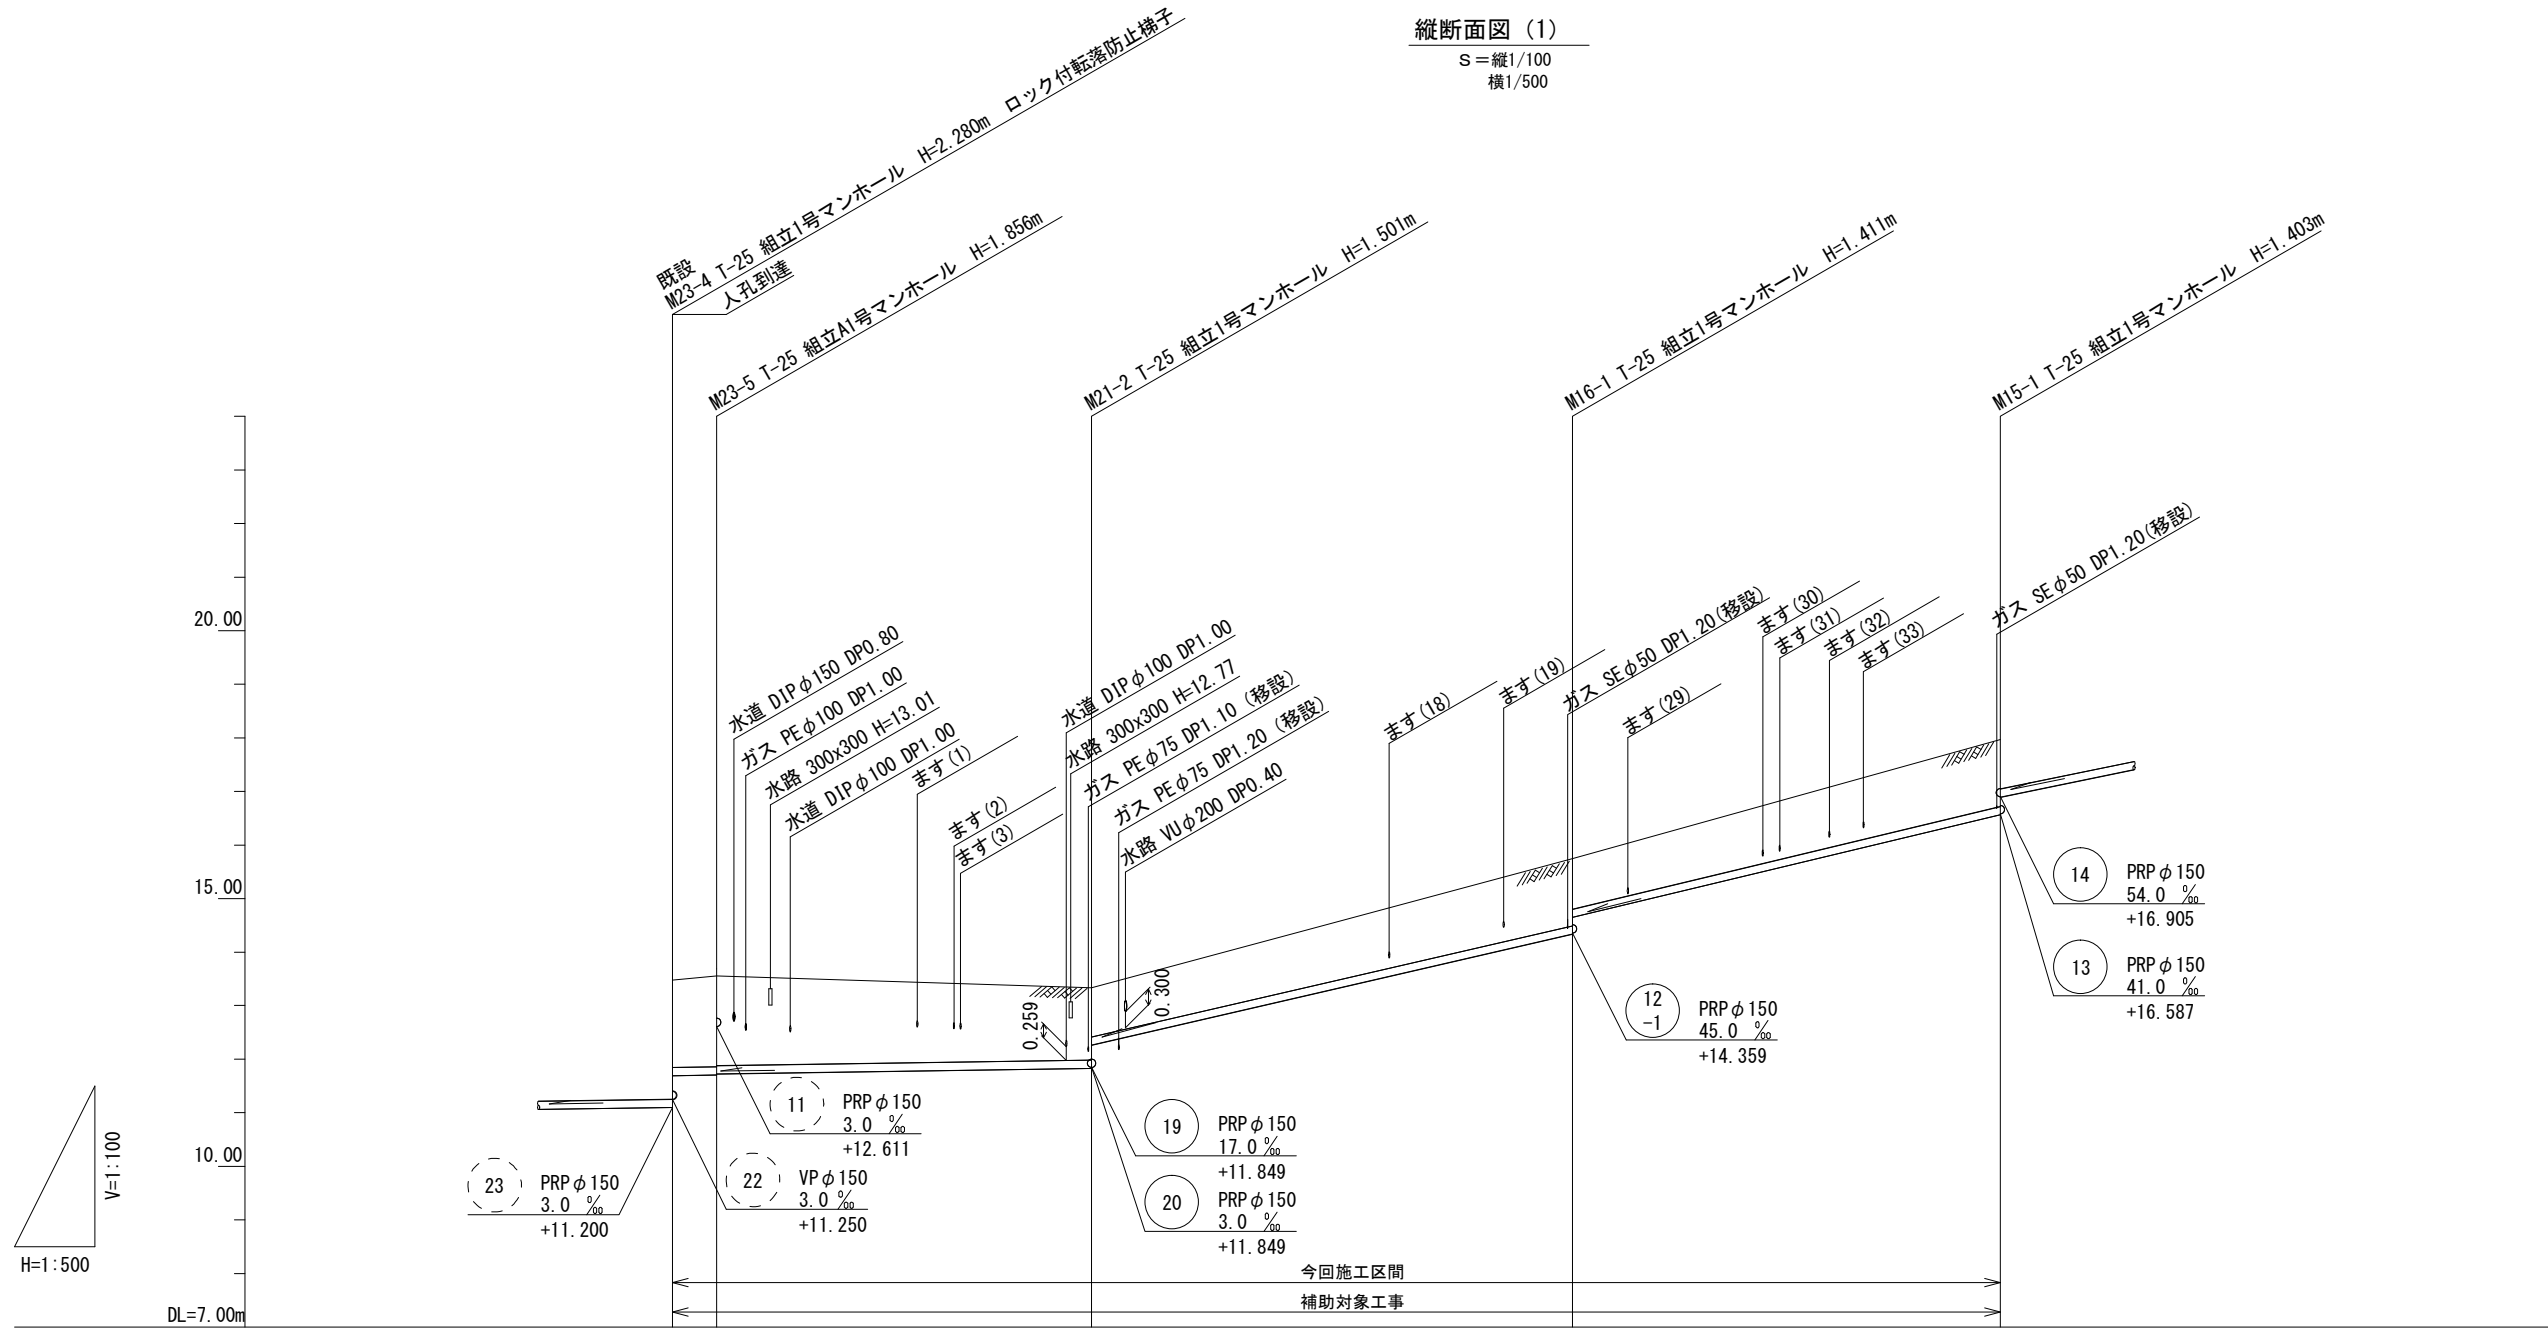 縦断面図 (1)
S=縦1/100
横1/500
既設
M23-4 T-25 組立1号マンホール H=2.280m ロック付転落防止梯子
人孔到達
M23-5 T-25 組立A1号マンホール H=1.856m
M21-2 T-25 組立1号マンホール H=1.501m
M16-1 T-25 組立1号マンホール H=1.411m
M15-1 T-25 組立1号マンホール H=1.403m
20.00
15.00
10.00
DL=7.00m
V=1:100
H=1:500
水道 DIPφ150 DP0.80
ガス PEφ100 DP1.00
水路 300x300 H=13.01
水道 DIPφ100 DP1.00
ます(1)
ます(2)
ます(3)
水道 DIPφ100 DP1.00
水路 300x300 H=12.77
ガス PEφ75 DP1.10 (移設)
ガス PEφ75 DP1.20 (移設)
水路 VUφ200 DP0.40
ます(18)
ます(19)
ガス SEφ50 DP1.20(移設)
ます(29)
ます(30)
ます(31)
ます(32)
ます(33)
ガス SEφ50 DP1.20(移設)
0.259
0.300
23
PRPφ150
3.0 ‰
+11.200
22
VPφ150
3.0 ‰
+11.250
11
PRPφ150
3.0 ‰
+12.611
19
PRPφ150
17.0 ‰
+11.849
20
PRPφ150
3.0 ‰
+11.849
12
-1
PRPφ150
45.0 ‰
+14.359
14
PRPφ150
54.0 ‰
+16.905
13
PRPφ150
41.0 ‰
+16.587
今回施工区間
補助対象工事